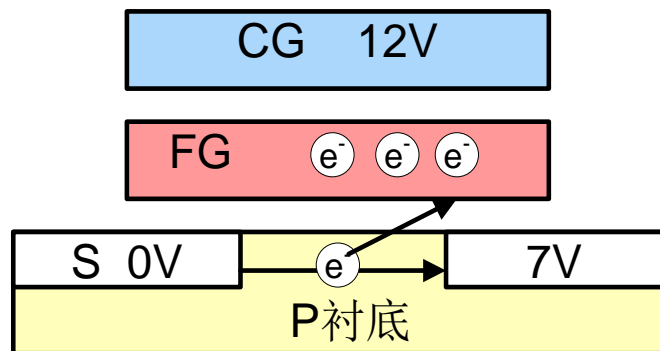 CG 12V
FG e- e- e-
S 0V e 7V
P衬底